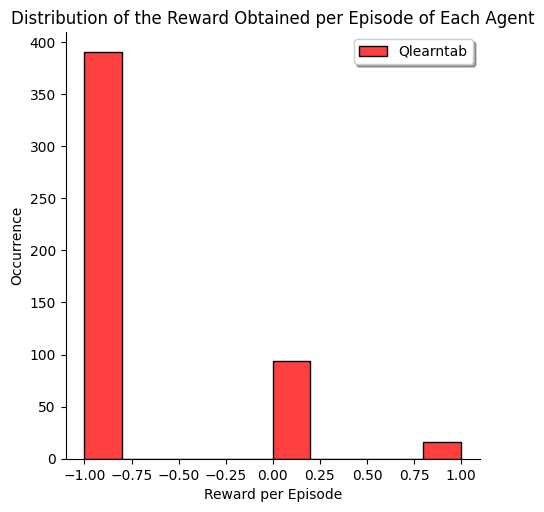 Distribution of the Reward Obtained per Episode of Each Agent
Qlearntab
400
350
300
250
200
150
100
50
0
Occurrence
−1.00 −0.75 −0.50 −0.25 0.00 0.25 0.50 0.75 1.00
Reward per Episode